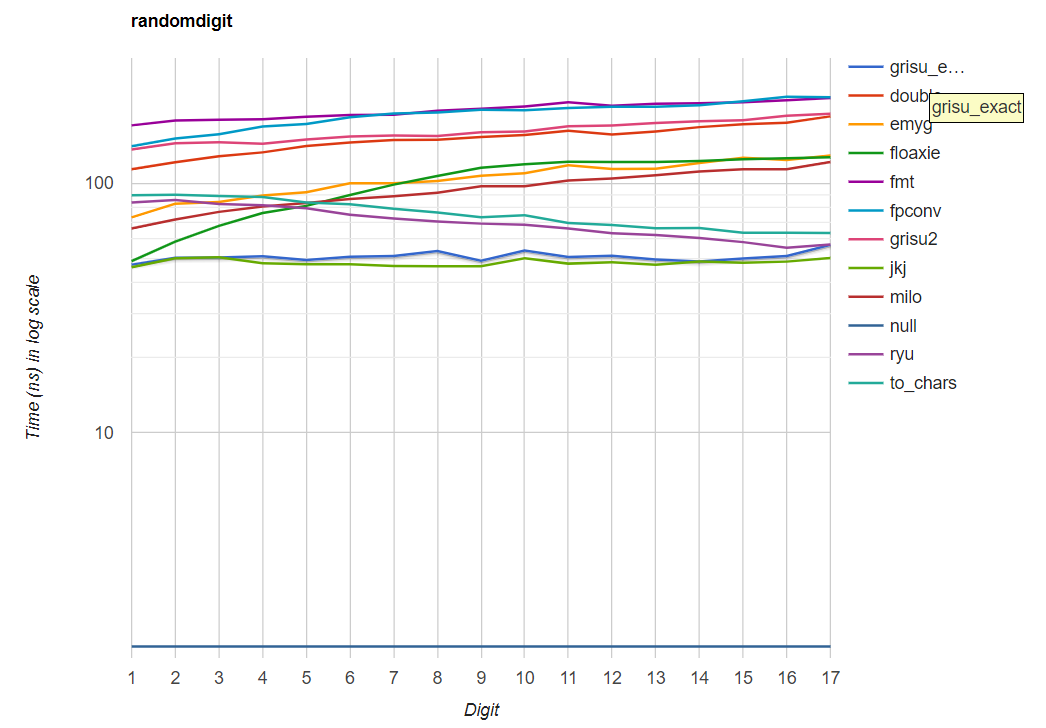 randomdigit
grisu_e…
doub
grisu_exact
emyg
floaxie
fmt
fpconv
grisu2
jkj
milo
null
ryu
to_chars
100
10
Time (ns) in log scale
1 2 3 4 5 6 7 8 9 10 11 12 13 14 15 16 17
Digit